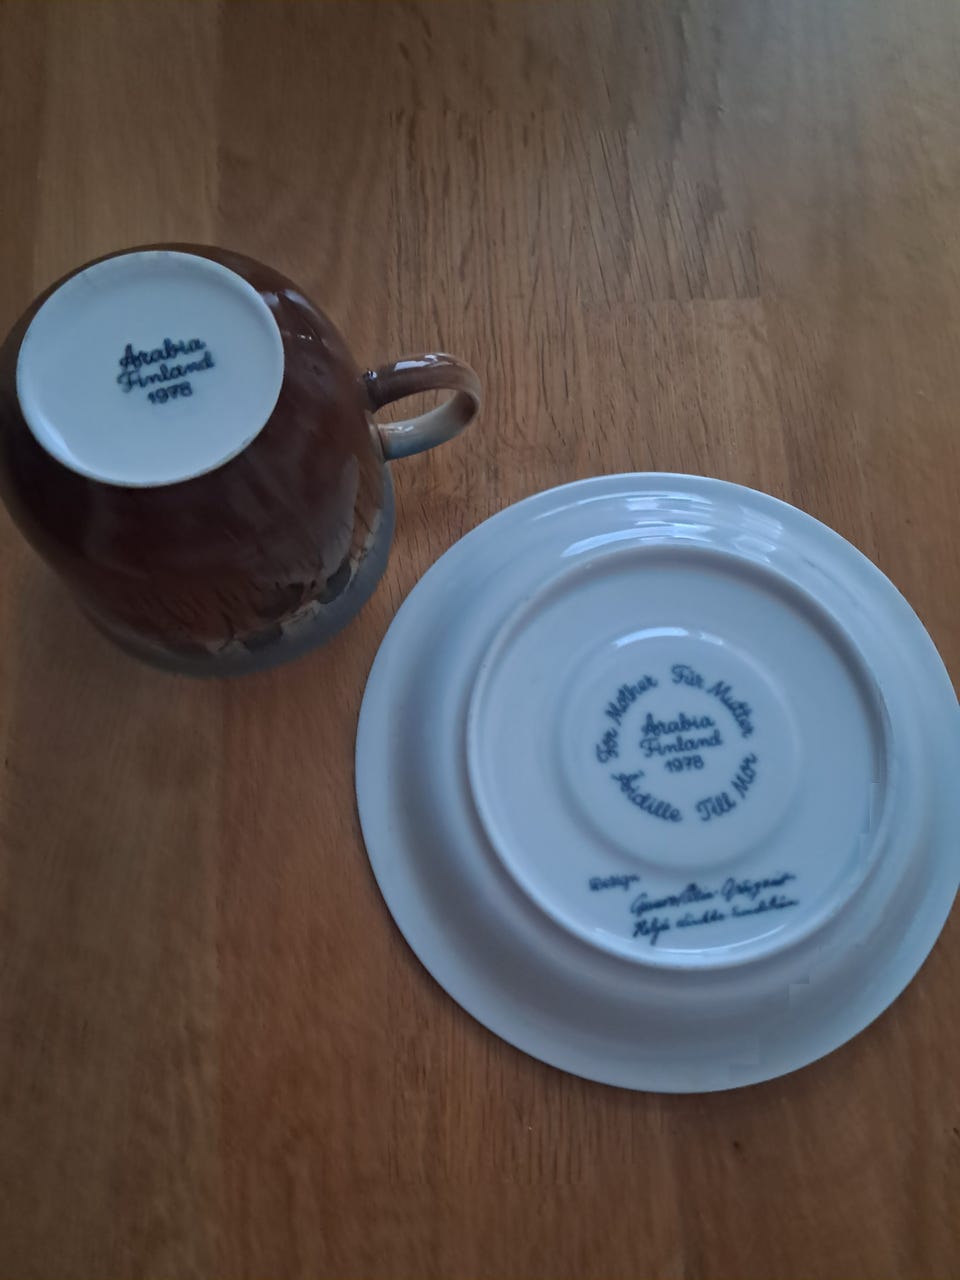 Arabia
Finland
1978
For Mother Für Mutter
Äidille Till Mor
Arabia
Finland
1978
Design